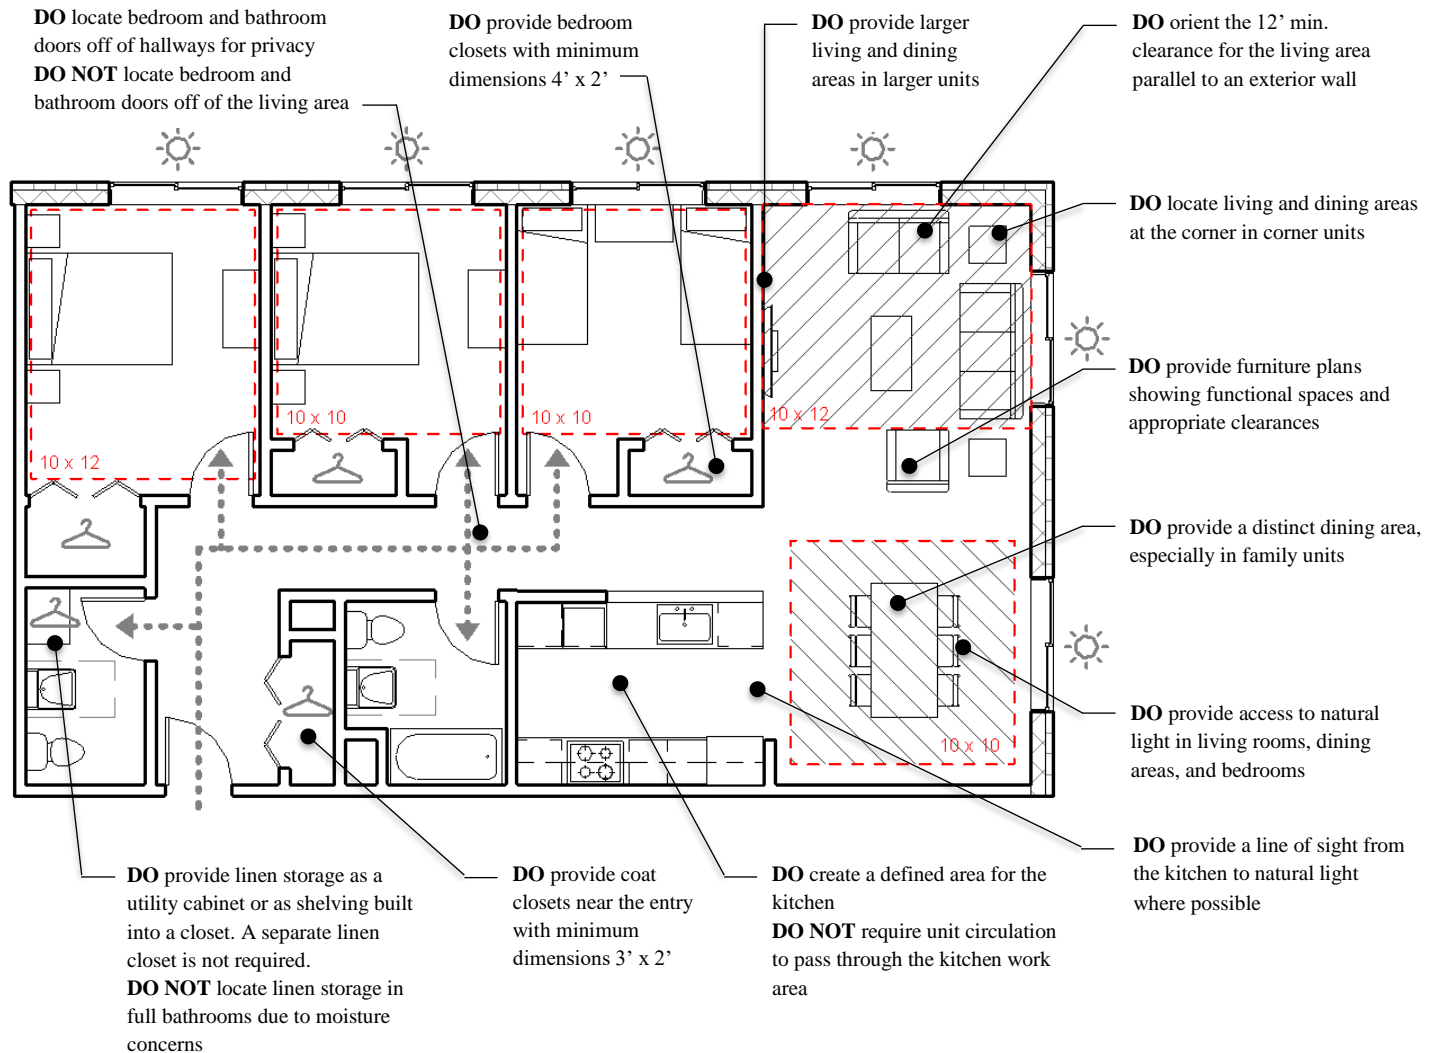 DO locate bedroom and bathroom
doors off of hallways for privacy
DO NOT locate bedroom and
bathroom doors off of the living area
DO provide bedroom
closets with minimum
dimensions 4’ x 2’
DO provide larger
living and dining
areas in larger units
DO orient the 12’ min.
clearance for the living area
parallel to an exterior wall
DO locate living and dining areas
at the corner in corner units
DO provide furniture plans
showing functional spaces and
appropriate clearances
10 x 12
10 x 10
10 x 10
10 x 12
DO provide a distinct dining area,
especially in family units
10 x 10
DO provide access to natural
light in living rooms, dining
areas, and bedrooms
DO provide a line of sight from
the kitchen to natural light
where possible
DO provide linen storage as a
utility cabinet or as shelving built
into a closet. A separate linen
closet is not required.
DO NOT locate linen storage in
full bathrooms due to moisture
concerns
DO provide coat
closets near the entry
with minimum
dimensions 3’ x 2’
DO create a defined area for the
kitchen
DO NOT require unit circulation
to pass through the kitchen work
area